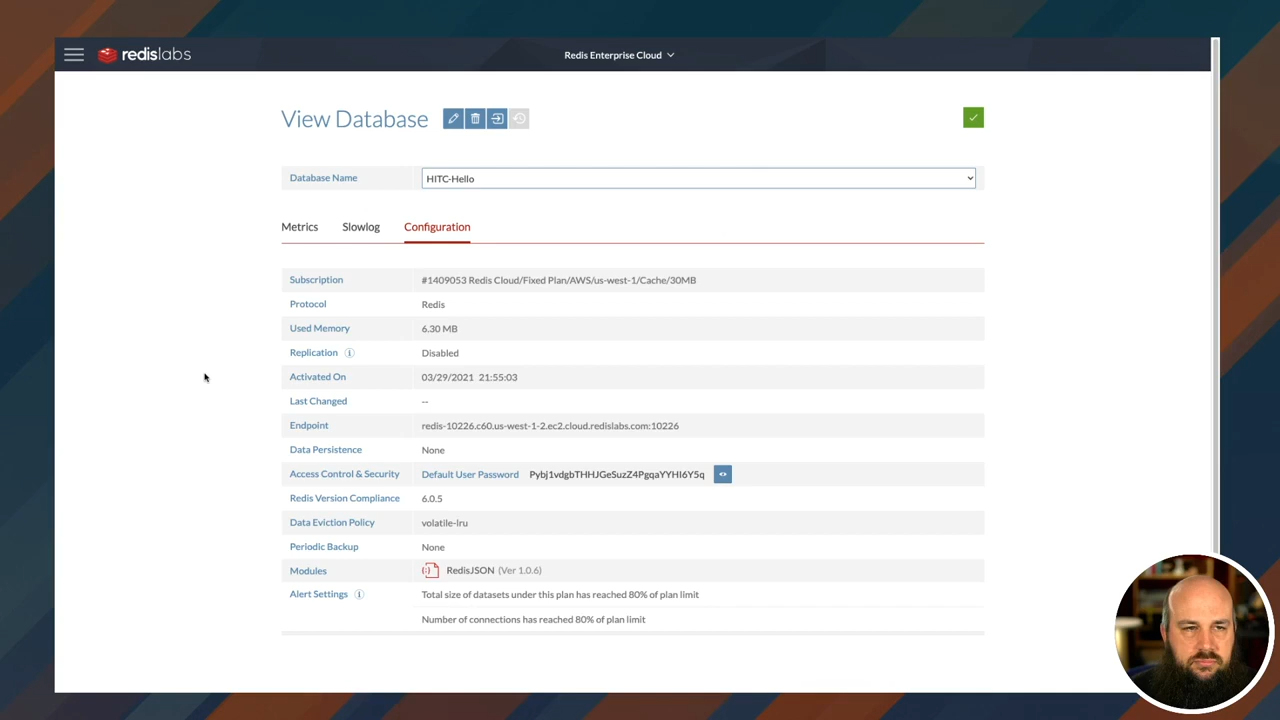 redislabs
Redis Enterprise Cloud
View Database
Database Name HITC-Hello
Metrics Slowlog Configuration
Subscription #1409053 Redis Cloud/Fixed Plan/AWS/us-west-1/Cache/30MB
Protocol Redis
Used Memory 6.30 MB
Replication Disabled
Activated On 03/29/2021 21:55:03
Last Changed --
Endpoint redis-10226.c60.us-west-1-2.ec2.cloud.redislabs.com:10226
Data Persistence None
Access Control & Security Default User Password Pybj1vdgbTHHJGeSuzZ4PgqaYYHI6Y5q
Redis Version Compliance 6.0.5
Data Eviction Policy volatile-lru
Periodic Backup None
Modules RedisJSON (Ver 1.0.6)
Alert Settings Total size of datasets under this plan has reached 80% of plan limit
Number of connections has reached 80% of plan limit